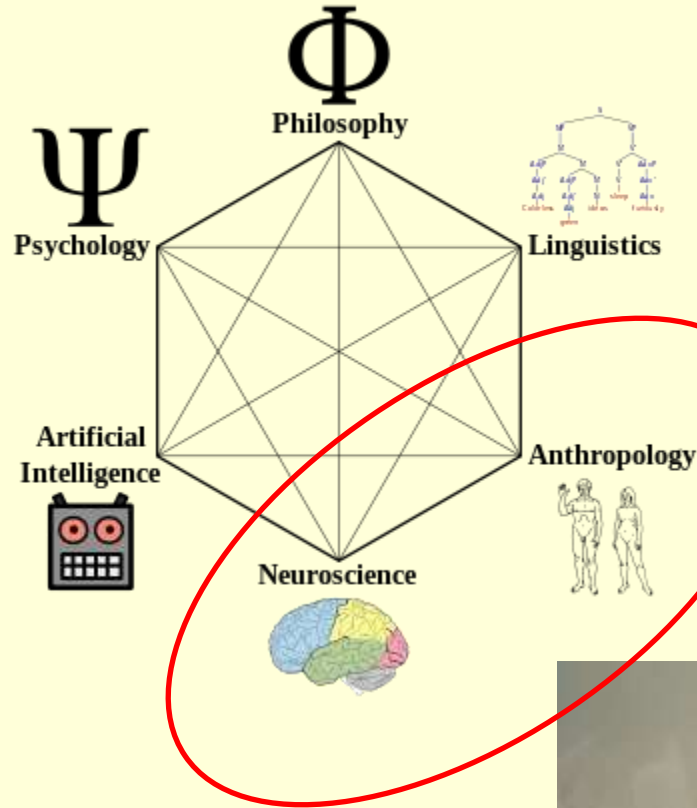 Φ
Philosophy
Ψ
Psychology
Linguistics
Artificial
Intelligence
Anthropology
Neuroscience